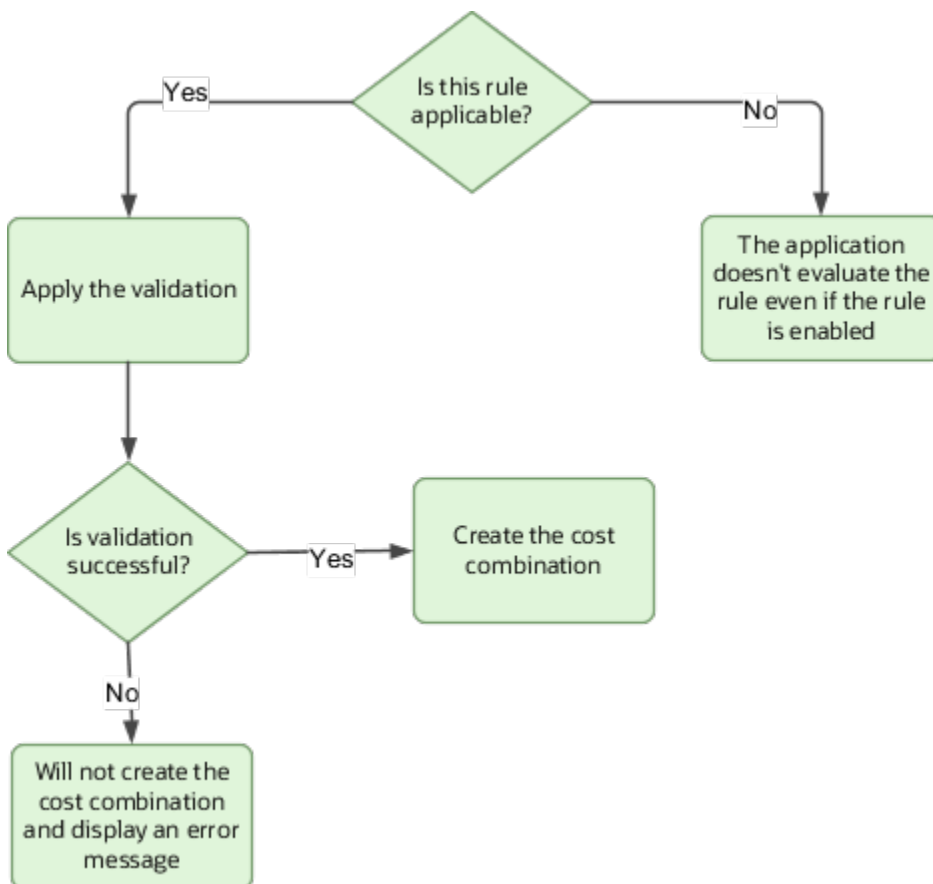 Is this rule
applicable?
Yes
No
Apply the validation
The application
doesn't evaluate the
rule even if the rule
is enabled
Is validation
successful?
Yes
Create the cost
combination
No
Will not create the
cost combination
and display an error
message